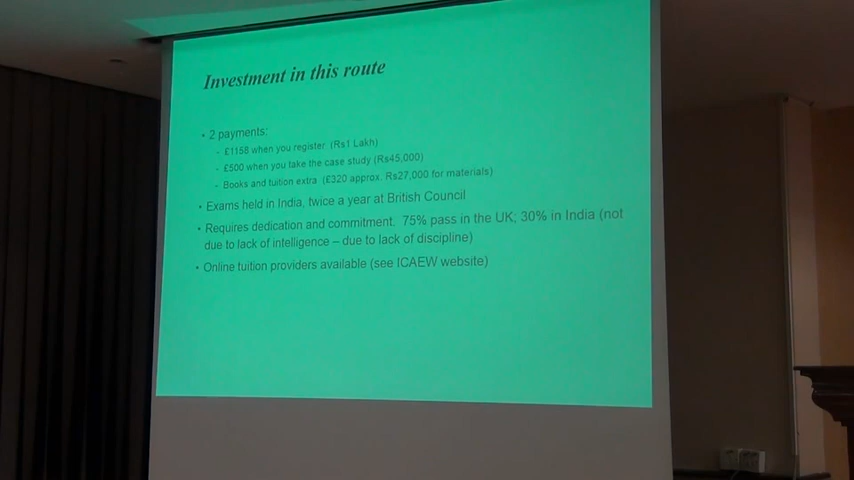 Investment in this route
• 2 payments:
- £1158 when you register (Rs1 Lakh)
- £500 when you take the case study (Rs45,000)
- Books and tuition extra (£320 approx. Rs27,000 for materials)
• Exams held in India, twice a year at British Council
• Requires dedication and commitment. 75% pass in the UK; 30% in India (not
due to lack of intelligence – due to lack of discipline)
• Online tuition providers available (see ICAEW website)